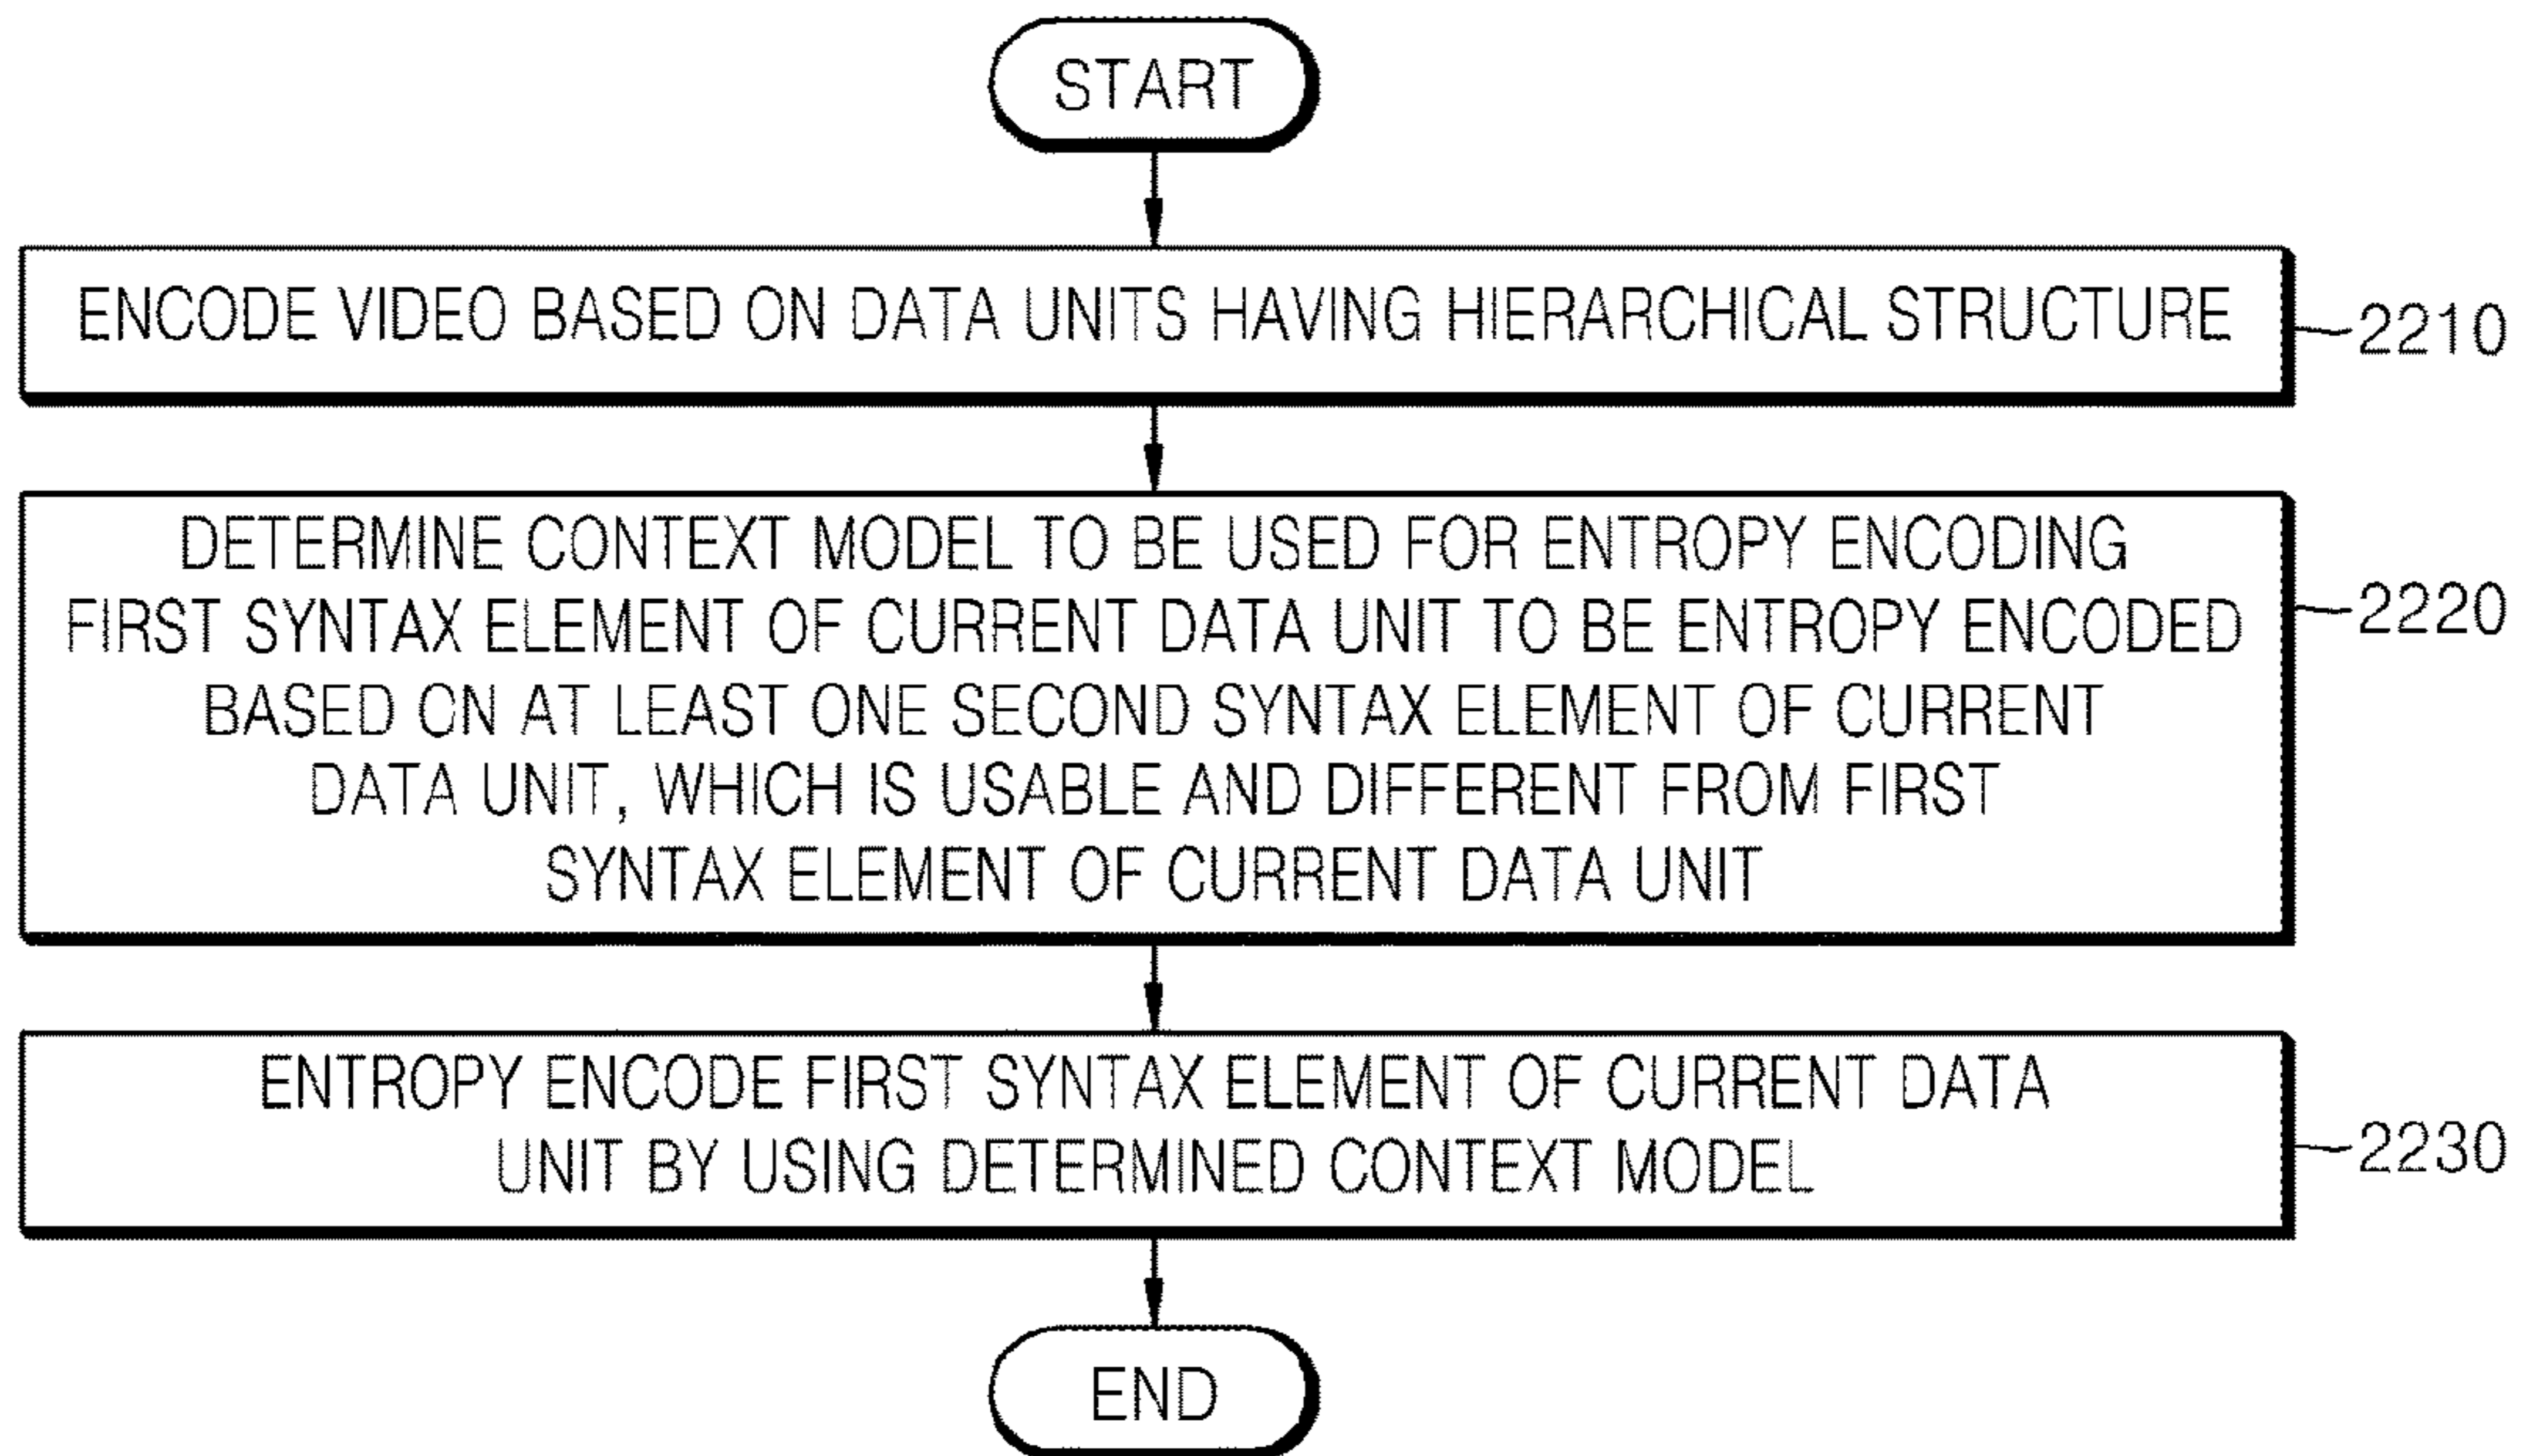 START
ENCODE VIDEO BASED ON DATA UNITS HAVING HIERARCHICAL STRUCTURE
2210
DETERMINE CONTEXT MODEL TO BE USED FOR ENTROPY ENCODING
FIRST SYNTAX ELEMENT OF CURRENT DATA UNIT TO BE ENTROPY ENCODED
BASED ON AT LEAST ONE SECOND SYNTAX ELEMENT OF CURRENT
DATA UNIT, WHICH IS USABLE AND DIFFERENT FROM FIRST
SYNTAX ELEMENT OF CURRENT DATA UNIT
2220
ENTROPY ENCODE FIRST SYNTAX ELEMENT OF CURRENT DATA
UNIT BY USING DETERMINED CONTEXT MODEL
2230
END